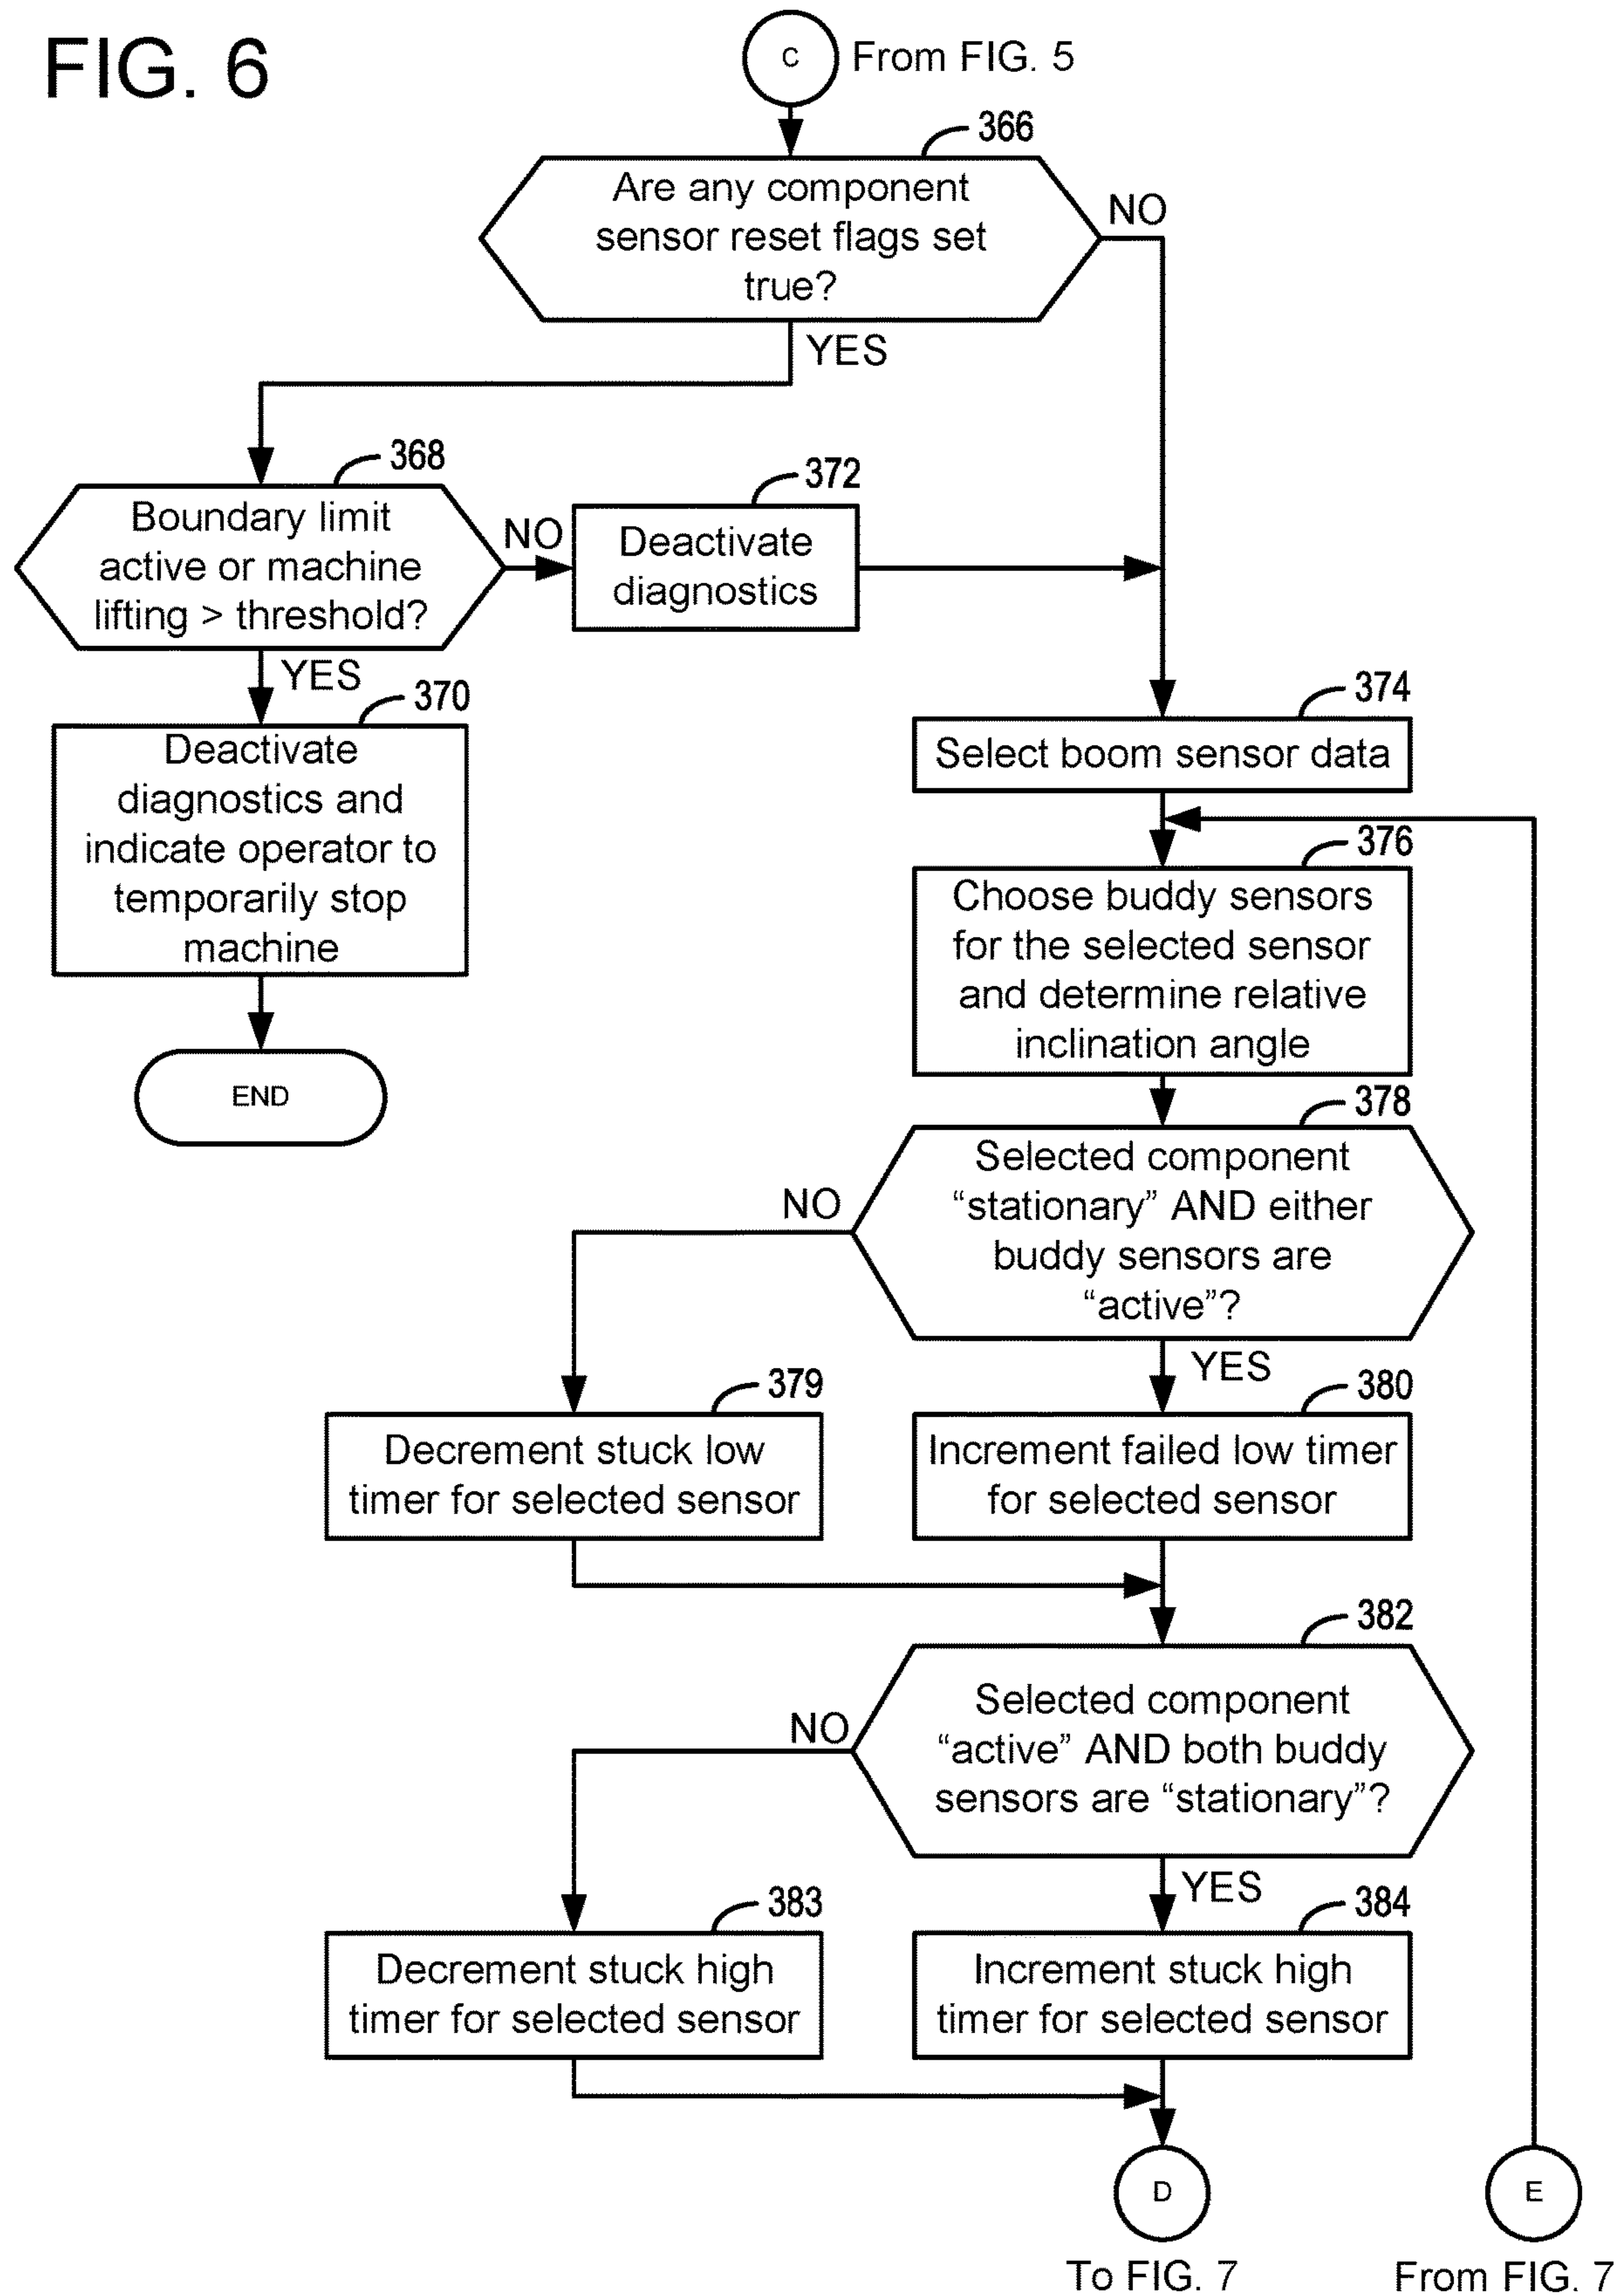 FIG. 6
C
From FIG. 5
366
Are any component
sensor reset flags set
true?
NO
YES
368
Boundary limit
active or machine
lifting > threshold?
NO
372
Deactivate
diagnostics
YES
370
Deactivate
diagnostics and
indicate operator to
temporarily stop
machine
END
374
Select boom sensor data
376
Choose buddy sensors
for the selected sensor
and determine relative
inclination angle
378
Selected component
“stationary” AND either
buddy sensors are
“active”?
NO
YES
379
Decrement stuck low
timer for selected sensor
380
Increment failed low timer
for selected sensor
382
Selected component
“active” AND both buddy
sensors are “stationary”?
NO
YES
383
Decrement stuck high
timer for selected sensor
384
Increment stuck high
timer for selected sensor
D
To FIG. 7
E
From FIG. 7